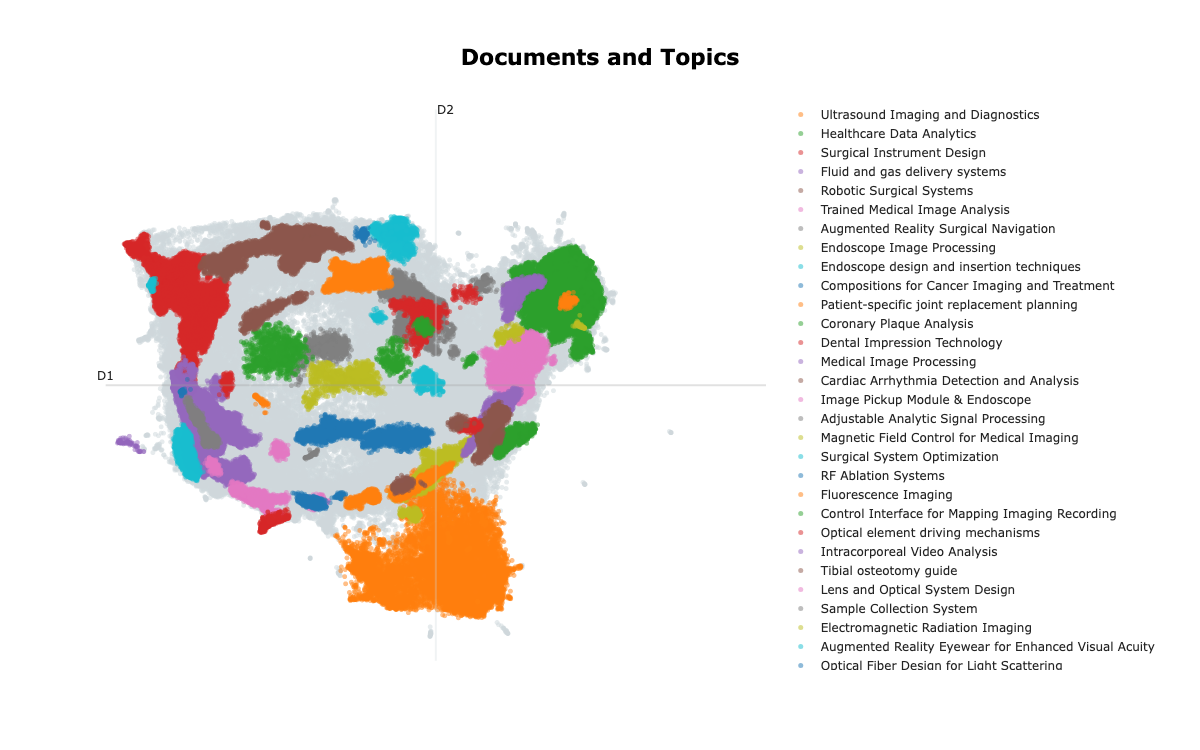 Documents and Topics
D2
D1
Ultrasound Imaging and Diagnostics
Healthcare Data Analytics
Surgical Instrument Design
Fluid and gas delivery systems
Robotic Surgical Systems
Trained Medical Image Analysis
Augmented Reality Surgical Navigation
Endoscope Image Processing
Endoscope design and insertion techniques
Compositions for Cancer Imaging and Treatment
Patient-specific joint replacement planning
Coronary Plaque Analysis
Dental Impression Technology
Medical Image Processing
Cardiac Arrhythmia Detection and Analysis
Image Pickup Module & Endoscope
Adjustable Analytic Signal Processing
Magnetic Field Control for Medical Imaging
Surgical System Optimization
RF Ablation Systems
Fluorescence Imaging
Control Interface for Mapping Imaging Recording
Optical element driving mechanisms
Intracorporeal Video Analysis
Tibial osteotomy guide
Lens and Optical System Design
Sample Collection System
Electromagnetic Radiation Imaging
Augmented Reality Eyewear for Enhanced Visual Acuity
Optical Fiber Design for Light Scattering